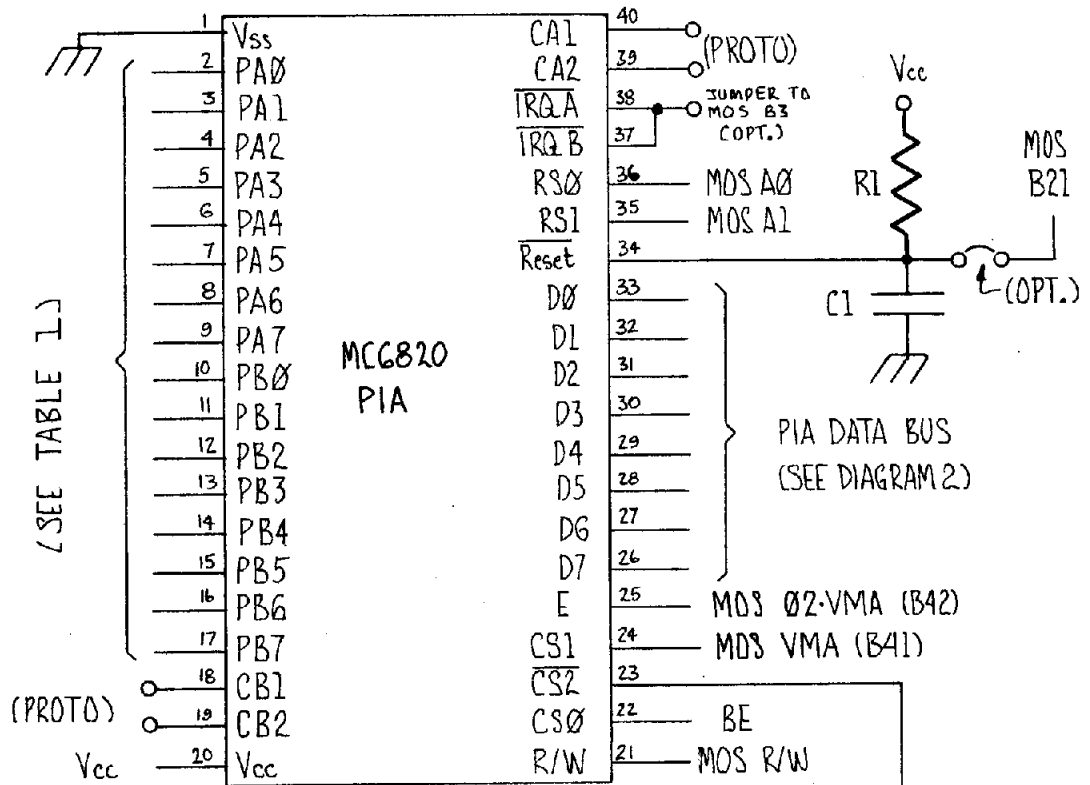 1 Vss CA1 40
2 PAØ CA2 39 (PROTO)
3 PA1 IRQA 38 JUMPER TO MOS B3 (OPT.)
4 PA2 IRQB 37
5 PA3 RSØ 36 MOS AØ
6 PA4 RS1 35 MOS A1
7 PA5 Reset 34
8 PA6 DØ 33
9 PA7 D1 32
10 PBØ D2 31
11 PB1 D3 30
12 PB2 D4 29
13 PB3 D5 28
14 PB4 D6 27
15 PB5 D7 26
16 PB6 E 25 MOS Ø2·VMA (B42)
17 PB7 CS1 24 MOS VMA (B41)
18 CB1 CS2 23
(PROTO)
19 CB2 CSØ 22 BE
Vcc 20 Vcc R/W 21 MOS R/W
(SEE TABLE 1)
MC6820
PIA
Vcc
R1
MOS
B21
C1
(OPT.)
PIA DATA BUS
(SEE DIAGRAM 2)